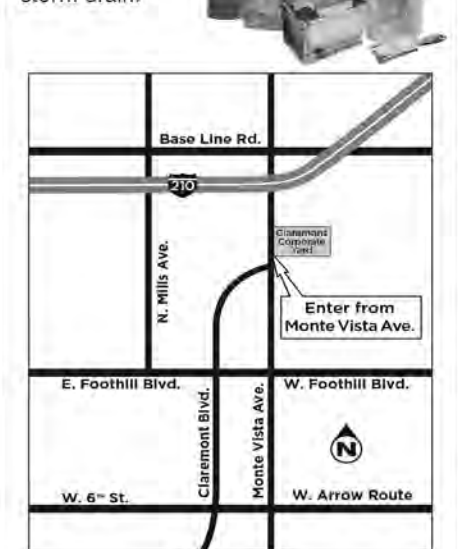 storm drain.
Base Line Rd.
210
Claremont
Corporate
Yard
N. Mills Ave.
Enter from
Monte Vista Ave.
E. Foothill Blvd.
W. Foothill Blvd.
Claremont Blvd.
Monte Vista Ave.
N
W. 6th St.
W. Arrow Route